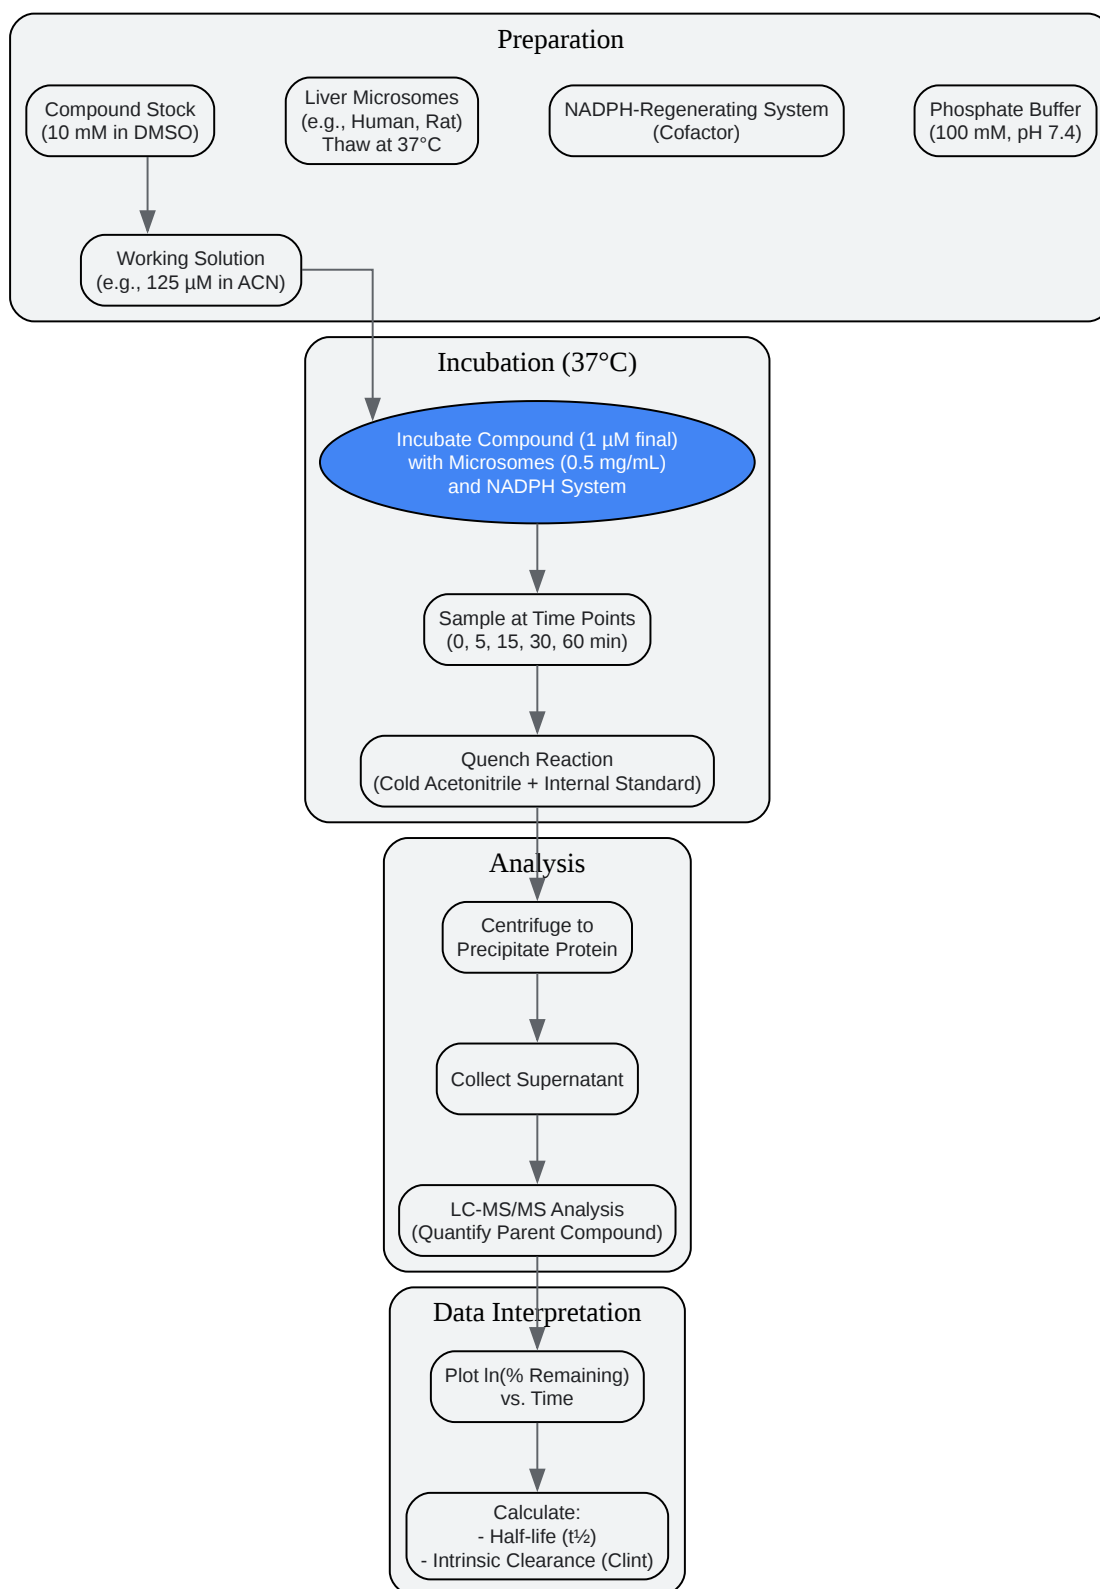 Preparation
Compound Stock
(10 mM in DMSO)
Liver Microsomes
(e.g., Human, Rat)
Thaw at 37°C
NADPH-Regenerating System
(Cofactor)
Phosphate Buffer
(100 mM, pH 7.4)
Working Solution
(e.g., 125 µM in ACN)
Incubation (37°C)
Incubate Compound (1 µM final)
with Microsomes (0.5 mg/mL)
and NADPH System
Sample at Time Points
(0, 5, 15, 30, 60 min)
Quench Reaction
(Cold Acetonitrile + Internal Standard)
Analysis
Centrifuge to
Precipitate Protein
Collect Supernatant
LC-MS/MS Analysis
(Quantify Parent Compound)
Data Interpretation
Plot ln(% Remaining)
vs. Time
Calculate:
- Half-life (t½)
- Intrinsic Clearance (Clint)